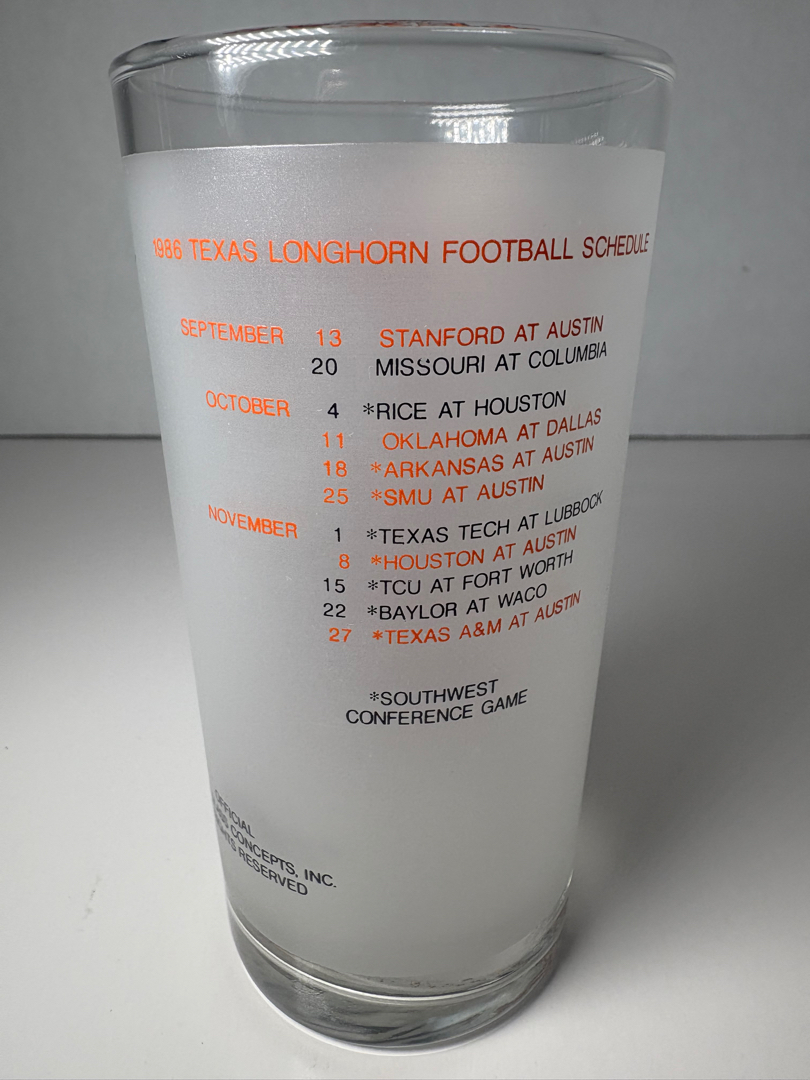 1986 TEXAS LONGHORN FOOTBALL SCHEDULE
SEPTEMBER 13 STANFORD AT AUSTIN
20 MISSOURI AT COLUMBIA
OCTOBER 4 *RICE AT HOUSTON
11 OKLAHOMA AT DALLAS
18 *ARKANSAS AT AUSTIN
25 *SMU AT AUSTIN
NOVEMBER 1 *TEXAS TECH AT LUBBOCK
8 *HOUSTON AT AUSTIN
15 *TCU AT FORT WORTH
22 *BAYLOR AT WACO
27 *TEXAS A&M AT AUSTIN
*SOUTHWEST
CONFERENCE GAME
OFFICIAL
CONCEPTS, INC.
RESERVED